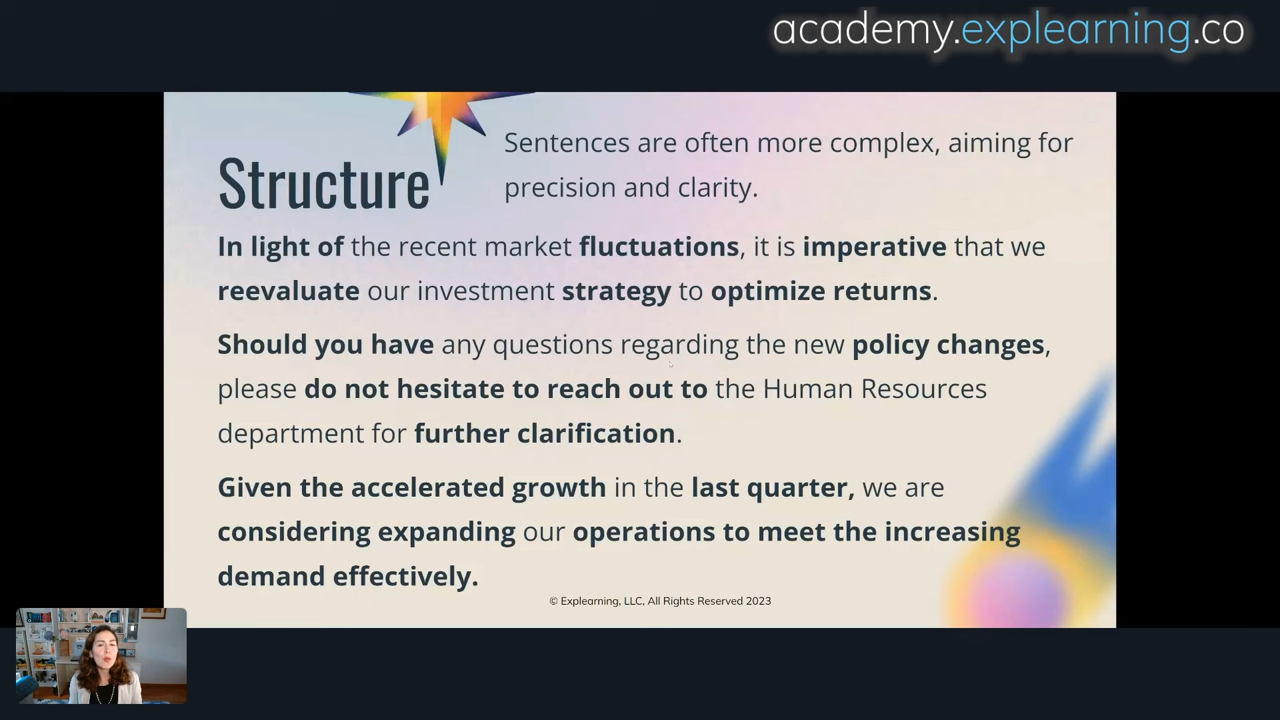 academy.explearning.co
Structure
Sentences are often more complex, aiming for
precision and clarity.
In light of the recent market fluctuations, it is imperative that we
reevaluate our investment strategy to optimize returns.
Should you have any questions regarding the new policy changes,
please do not hesitate to reach out to the Human Resources
department for further clarification.
Given the accelerated growth in the last quarter, we are
considering expanding our operations to meet the increasing
demand effectively.
© Explearning, LLC, All Rights Reserved 2023